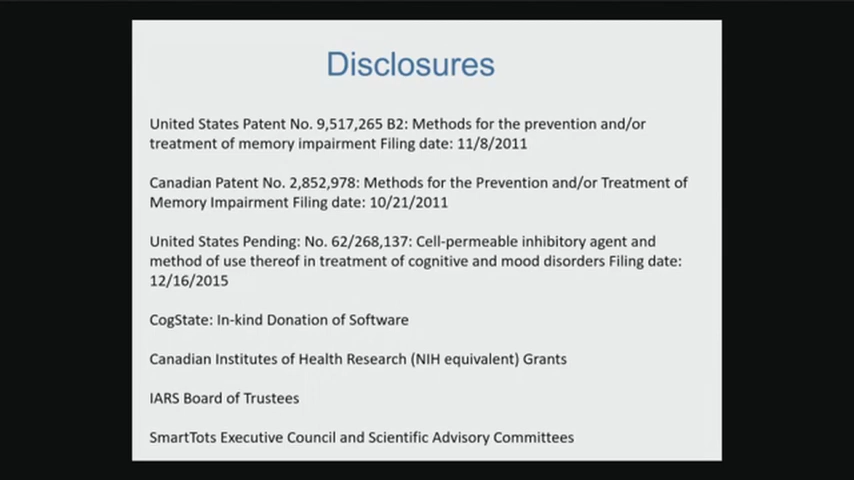 Disclosures
United States Patent No. 9,517,265 B2: Methods for the prevention and/or
treatment of memory impairment Filing date: 11/8/2011
Canadian Patent No. 2,852,978: Methods for the Prevention and/or Treatment of
Memory Impairment Filing date: 10/21/2011
United States Pending: No. 62/268,137: Cell-permeable inhibitory agent and
method of use thereof in treatment of cognitive and mood disorders Filing date:
12/16/2015
CogState: In-kind Donation of Software
Canadian Institutes of Health Research (NIH equivalent) Grants
IARS Board of Trustees
SmartTots Executive Council and Scientific Advisory Committees